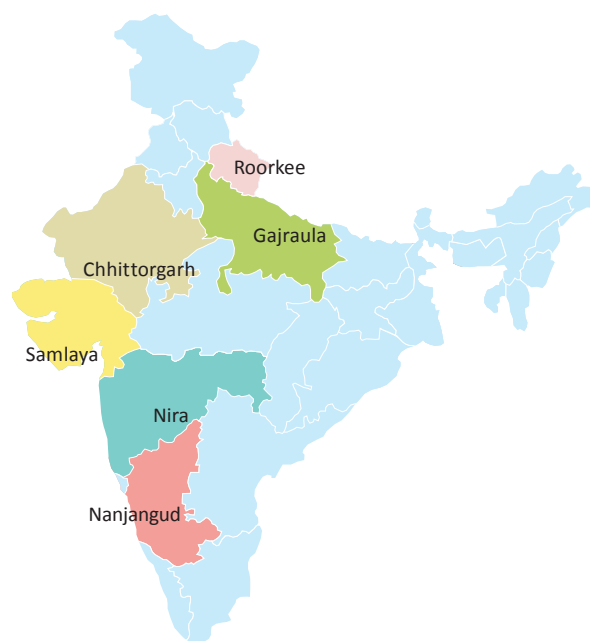 Roorkee
Gajraula
Chhittorgarh
Samlaya
Nira
Nanjangud